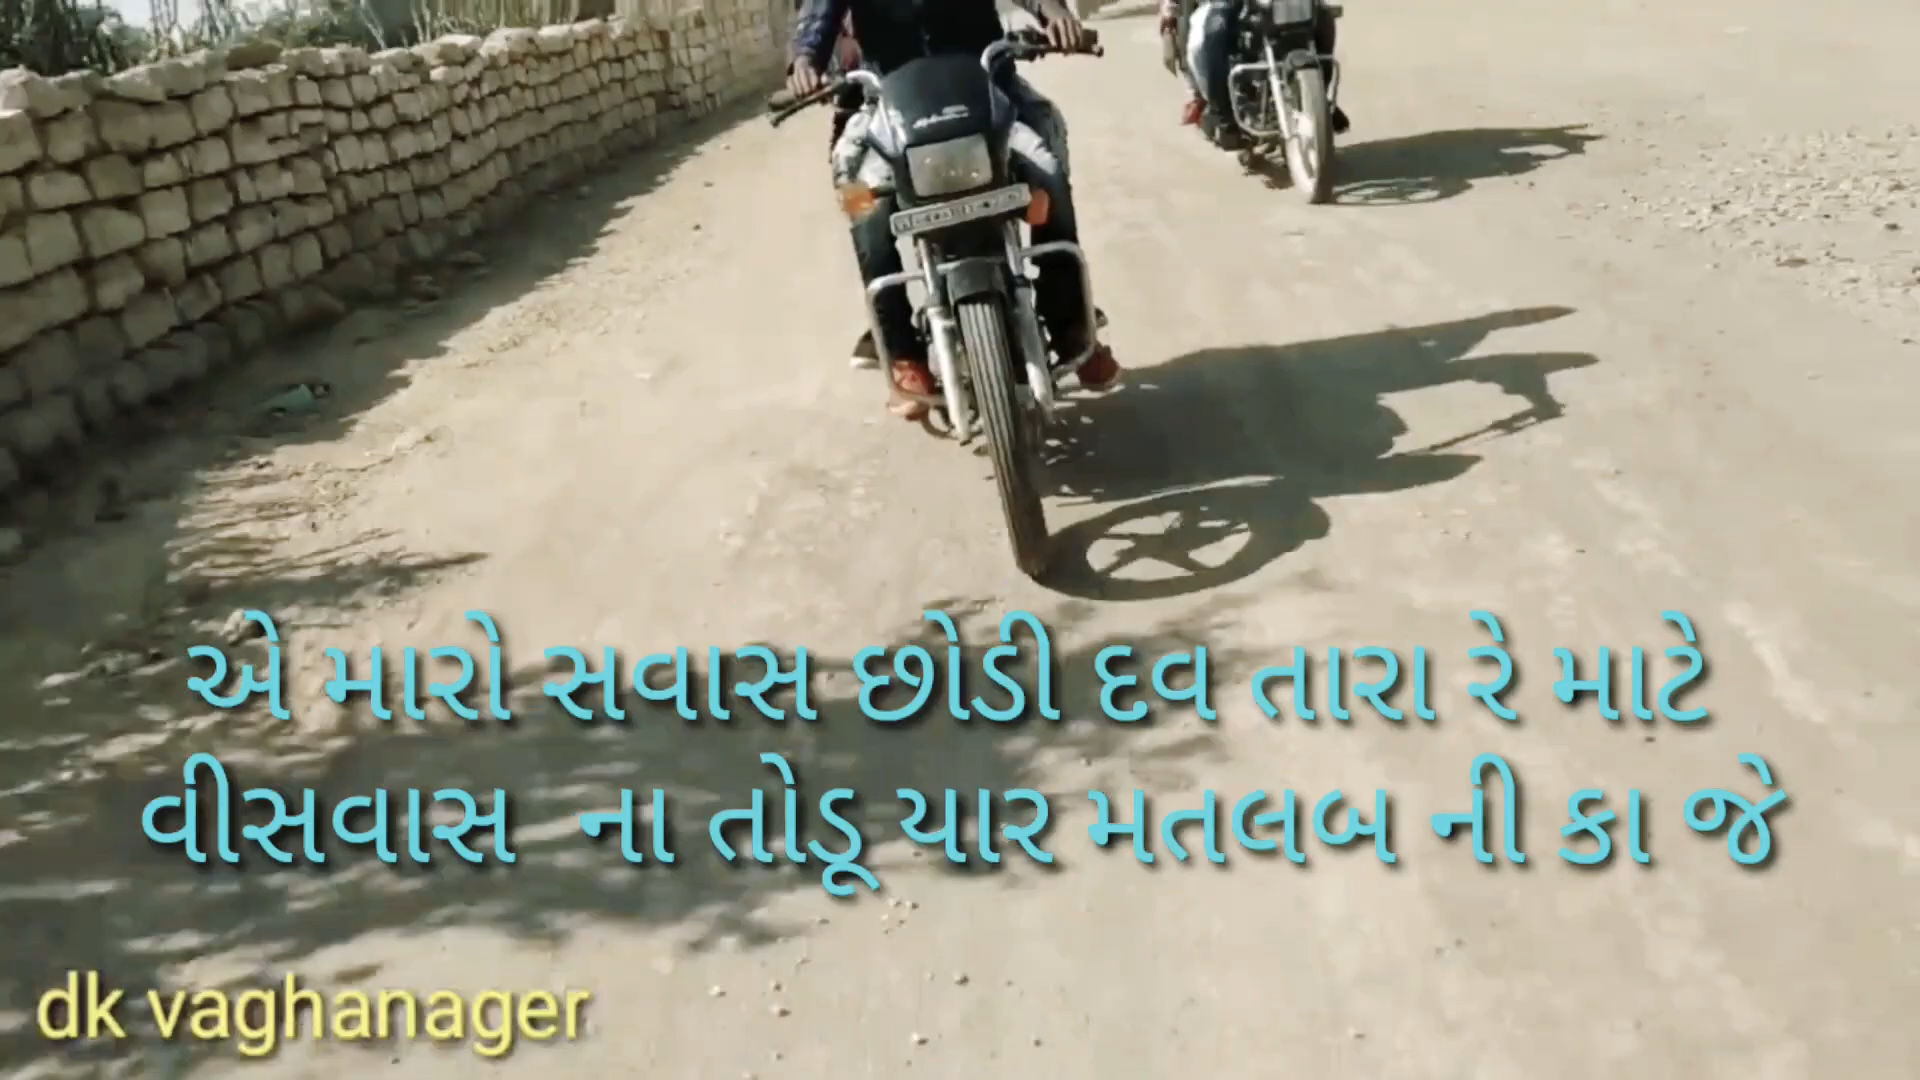 એ મારો સવાસ છોડી દવ તારા રે માટે
વીસવાસ ના તોડૂ યાર મતલબ ની કા જે
dk vaghanager